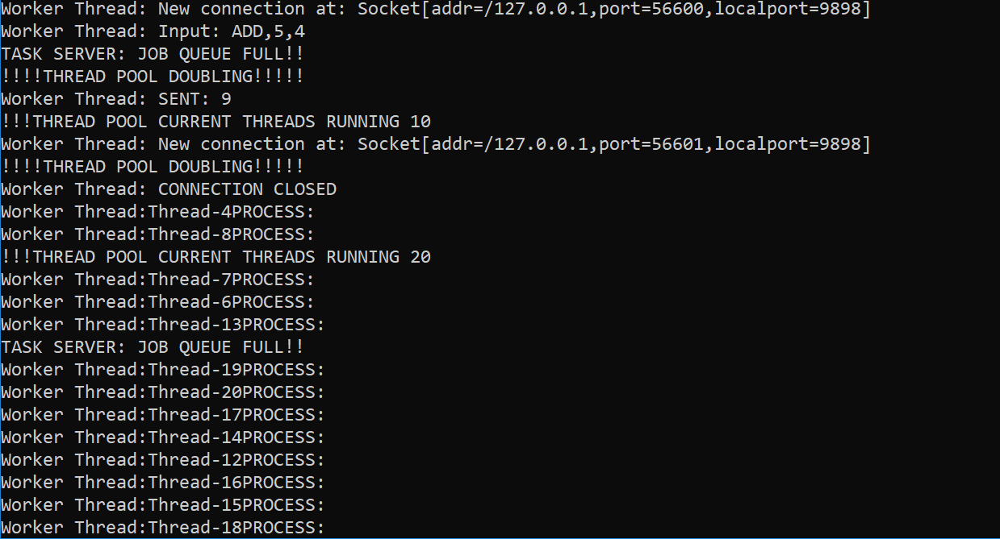 Worker Thread: New connection at: Socket[addr=/127.0.0.1,port=56600,localport=9898]
Worker Thread: Input: ADD,5,4
TASK SERVER: JOB QUEUE FULL!!
!!!!THREAD POOL DOUBLING!!!!!
Worker Thread: SENT: 9
!!!THREAD POOL CURRENT THREADS RUNNING 10
Worker Thread: New connection at: Socket[addr=/127.0.0.1,port=56601,localport=9898]
!!!!THREAD POOL DOUBLING!!!!!
Worker Thread: CONNECTION CLOSED
Worker Thread:Thread-4PROCESS:
Worker Thread:Thread-8PROCESS:
!!!THREAD POOL CURRENT THREADS RUNNING 20
Worker Thread:Thread-7PROCESS:
Worker Thread:Thread-6PROCESS:
Worker Thread:Thread-13PROCESS:
TASK SERVER: JOB QUEUE FULL!!
Worker Thread:Thread-19PROCESS:
Worker Thread:Thread-20PROCESS:
Worker Thread:Thread-17PROCESS:
Worker Thread:Thread-14PROCESS:
Worker Thread:Thread-12PROCESS:
Worker Thread:Thread-16PROCESS:
Worker Thread:Thread-15PROCESS:
Worker Thread:Thread-18PROCESS: